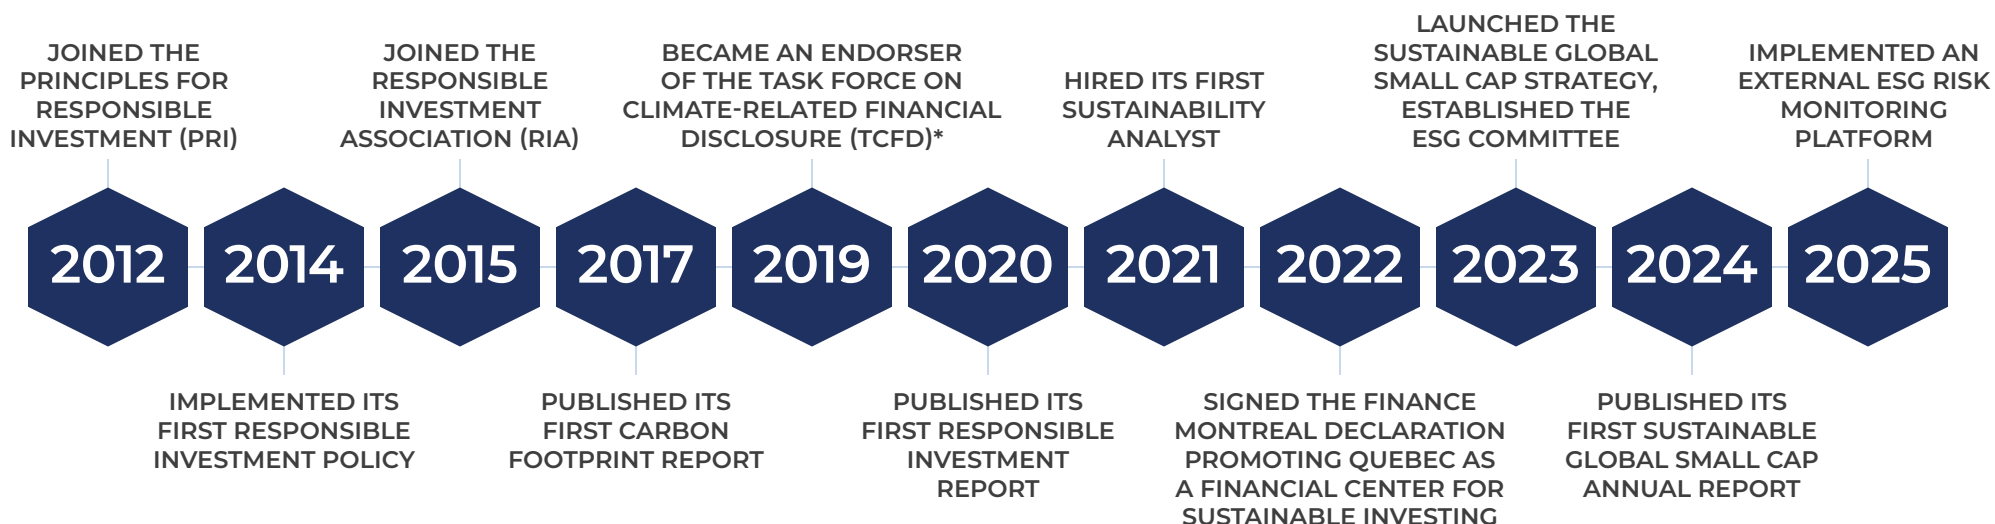 JOINED THE
PRINCIPLES FOR
RESPONSIBLE
INVESTMENT (PRI)
2012
2014
IMPLEMENTED ITS
FIRST RESPONSIBLE
INVESTMENT POLICY
JOINED THE
RESPONSIBLE
INVESTMENT
ASSOCIATION (RIA)
2015
2017
PUBLISHED ITS
FIRST CARBON
FOOTPRINT REPORT
BECAME AN ENDORSER
OF THE TASK FORCE ON
CLIMATE-RELATED FINANCIAL
DISCLOSURE (TCFD)*
2019
2020
PUBLISHED ITS
FIRST RESPONSIBLE
INVESTMENT
REPORT
HIRED ITS FIRST
SUSTAINABILITY
ANALYST
2021
2022
SIGNED THE FINANCE
MONTREAL DECLARATION
PROMOTING QUEBEC AS
A FINANCIAL CENTER FOR
SUSTAINABLE INVESTING
LAUNCHED THE
SUSTAINABLE GLOBAL
SMALL CAP STRATEGY,
ESTABLISHED THE
ESG COMMITTEE
2023
2024
PUBLISHED ITS
FIRST SUSTAINABLE
GLOBAL SMALL CAP
ANNUAL REPORT
IMPLEMENTED AN
EXTERNAL ESG RISK
MONITORING
PLATFORM
2025